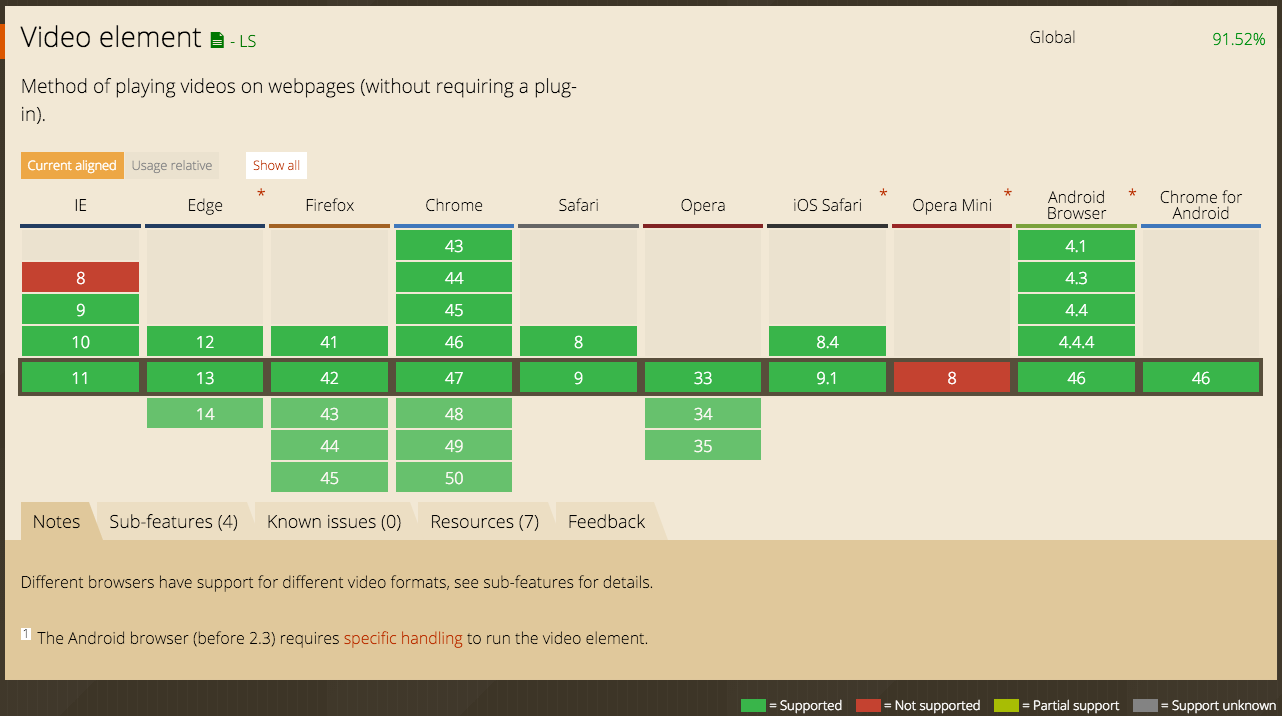 Video element - LS
Global 91.52%
Method of playing videos on webpages (without requiring a plug-
in).
Current aligned Usage relative Show all
IE Edge * Firefox Chrome Safari Opera iOS Safari * Opera Mini * Android Browser * Chrome for Android
43 4.1
8 44 4.3
9 45 4.4
10 12 41 46 8 8.4 4.4.4
11 13 42 47 9 33 9.1 8 46 46
14 43 48 34
44 49 35
45 50
Notes Sub-features (4) Known issues (0) Resources (7) Feedback
Different browsers have support for different video formats, see sub-features for details.
1 The Android browser (before 2.3) requires specific handling to run the video element.
= Supported = Not supported = Partial support = Support unknown